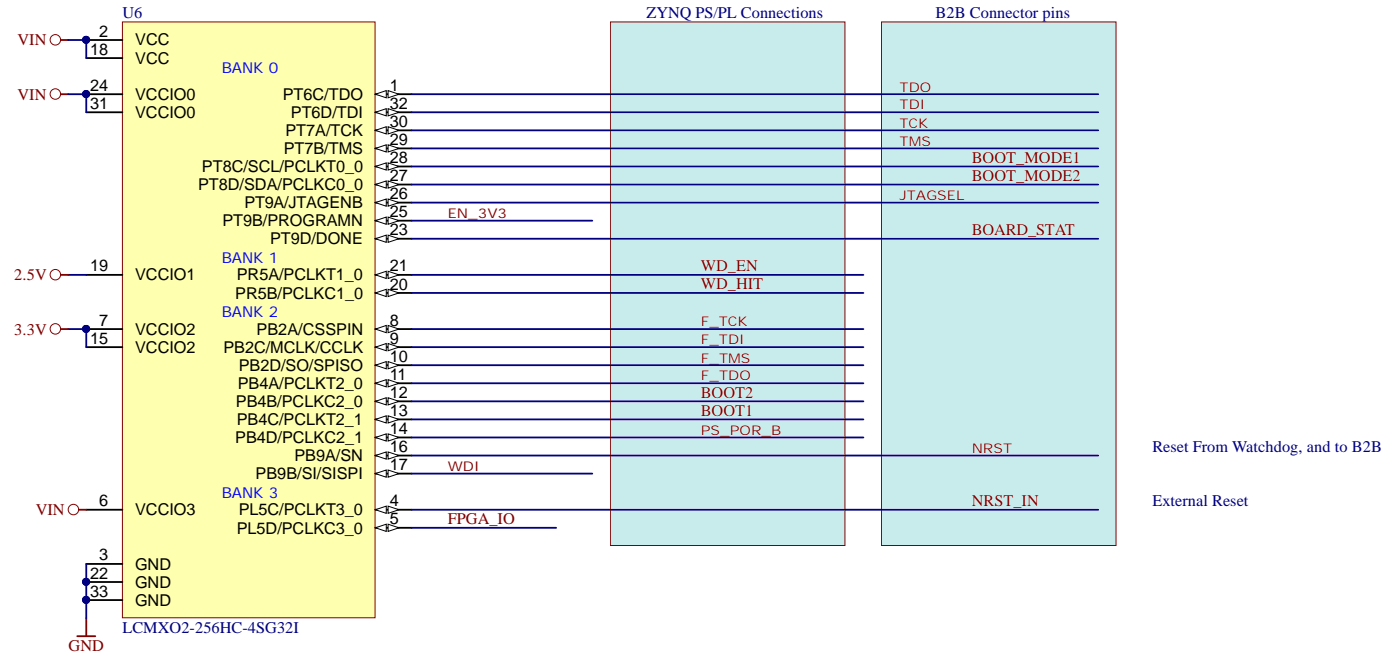 U6 ZYNQ PS/PL Connections B2B Connector pins
VIN 2 VCC
18 VCC
BANK 0
VIN 24 VCCIO0 PT6C/TDO 1 TDO
31 VCCIO0 PT6D/TDI 32 TDI
PT7A/TCK 30 TCK
PT7B/TMS 29 TMS
PT8C/SCL/PCLKT0_0 28 BOOT_MODE1
PT8D/SDA/PCLKC0_0 27 BOOT_MODE2
PT9A/JTAGENB 26 JTAGSEL
PT9B/PROGRAMN 25 EN_3V3
PT9D/DONE 23 BOARD_STAT
BANK 1
2.5V 19 VCCIO1 PR5A/PCLKT1_0 21 WD_EN
PR5B/PCLKC1_0 20 WD_HIT
BANK 2
3.3V 7 VCCIO2 PB2A/CSSPIN 8 F_TCK
15 VCCIO2 PB2C/MCLK/CCLK 9 F_TDI
PB2D/SO/SPISO 10 F_TMS
PB4A/PCLKT2_0 11 F_TDO
PB4B/PCLKC2_0 12 BOOT2
PB4C/PCLKT2_1 13 BOOT1
PB4D/PCLKC2_1 14 PS_POR_B
PB9A/SN 16 NRST Reset From Watchdog, and to B2B
PB9B/SI/SISPI 17 WDI
BANK 3
VIN 6 VCCIO3 PL5C/PCLKT3_0 4 NRST_IN External Reset
PL5D/PCLKC3_0 5 FPGA_IO
3 GND
22 GND
33 GND
LCMXO2-256HC-4SG32I
GND